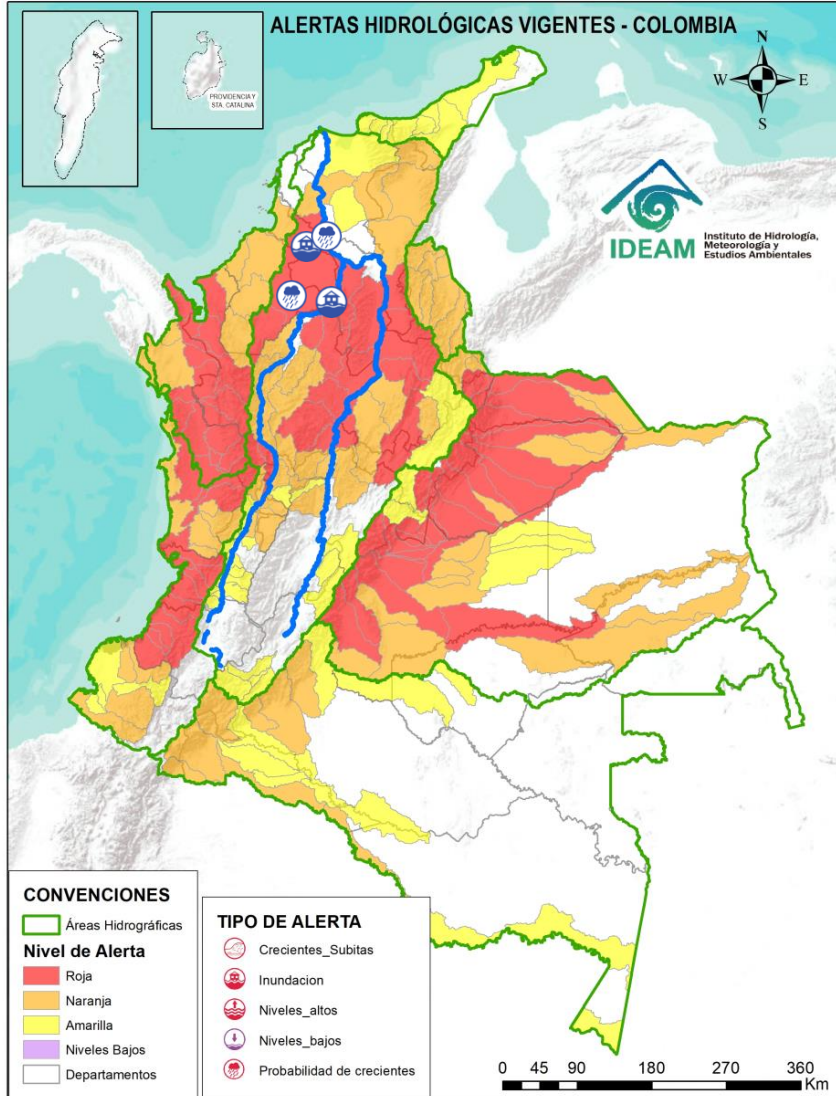 ALERTAS HIDROLÓGICAS VIGENTES - COLOMBIA
PROVIDENCIA Y
STA. CATALINA
N
W
E
S
IDEAM
Instituto de Hidrología,
Meteorología y
Estudios Ambientales
CONVENCIONES
Áreas Hidrográficas
Nivel de Alerta
Roja
Naranja
Amarilla
Niveles Bajos
Departamentos
TIPO DE ALERTA
Crecientes_Subitas
Inundacion
Niveles_altos
Niveles_bajos
Probabilidad de crecientes
0 45 90 180 270 360
Km